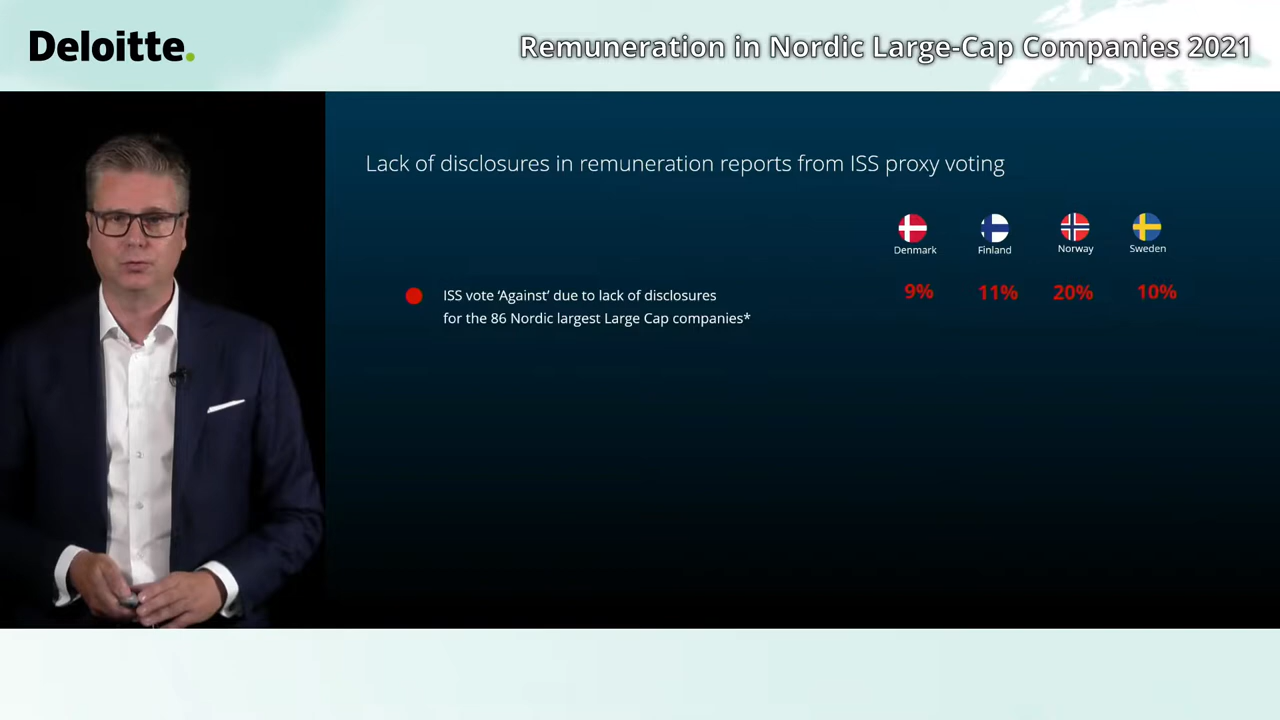 Deloitte.
Remuneration in Nordic Large-Cap Companies 2021
Lack of disclosures in remuneration reports from ISS proxy voting
Denmark Finland Norway Sweden
ISS vote ‘Against’ due to lack of disclosures
for the 86 Nordic largest Large Cap companies*
9% 11% 20% 10%